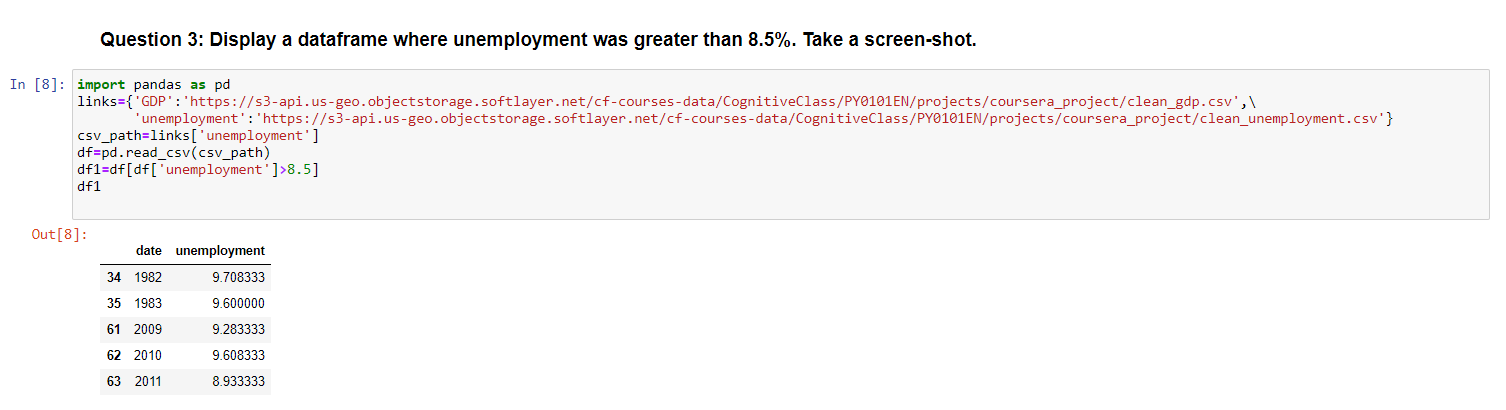 Question 3: Display a dataframe where unemployment was greater than 8.5%. Take a screen-shot.
In [8]: import pandas as pd
links={'GDP':'https://s3-api.us-geo.objectstorage.softlayer.net/cf-courses-data/CognitiveClass/PY0101EN/projects/coursera_project/clean_gdp.csv',\
'unemployment':'https://s3-api.us-geo.objectstorage.softlayer.net/cf-courses-data/CognitiveClass/PY0101EN/projects/coursera_project/clean_unemployment.csv'}
csv_path=links['unemployment']
df=pd.read_csv(csv_path)
df1=df[df['unemployment']>8.5]
df1
Out[8]:
date unemployment
34 1982 9.708333
35 1983 9.600000
61 2009 9.283333
62 2010 9.608333
63 2011 8.933333